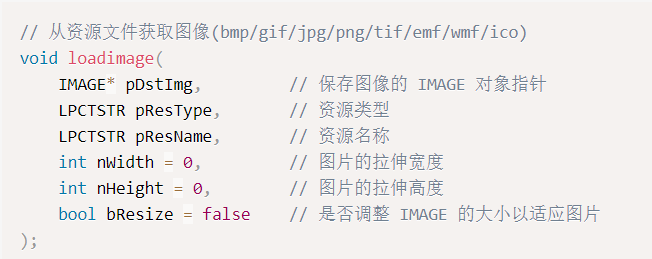 // 从资源文件获取图像(bmp/gif/jpg/png/tif/emf/wmf/ico)
void loadimage(
    IMAGE* pDstImg,        // 保存图像的 IMAGE 对象指针
    LPCTSTR pResType,      // 资源类型
    LPCTSTR pResName,      // 资源名称
    int nWidth = 0,        // 图片的拉伸宽度
    int nHeight = 0,       // 图片的拉伸高度
    bool bResize = false   // 是否调整 IMAGE 的大小以适应图片
);